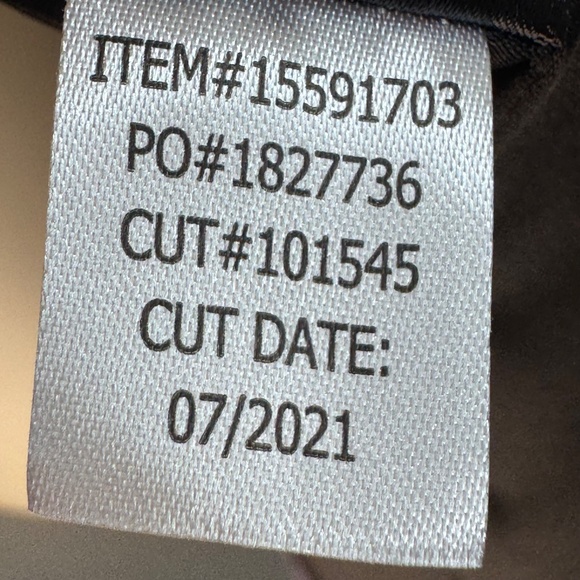 ITEM#15591703
PO#1827736
CUT#101545
CUT DATE:
07/2021